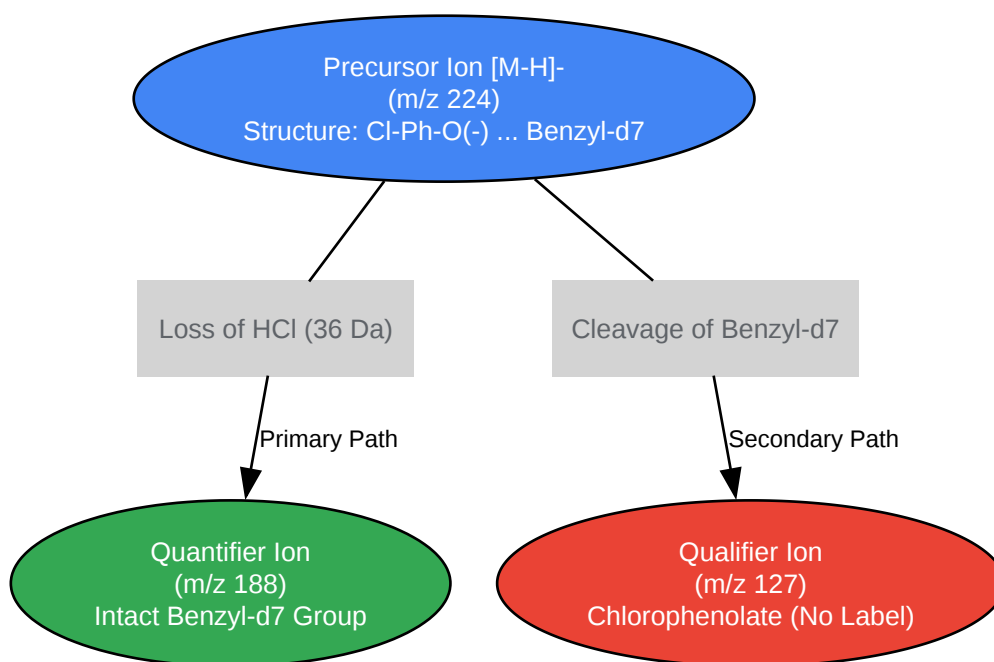 Precursor Ion [M-H]-
(m/z 224)
Structure: Cl-Ph-O(-) ... Benzyl-d7
Loss of HCl (36 Da)
Cleavage of Benzyl-d7
Primary Path
Secondary Path
Quantifier Ion
(m/z 188)
Intact Benzyl-d7 Group
Qualifier Ion
(m/z 127)
Chlorophenolate (No Label)